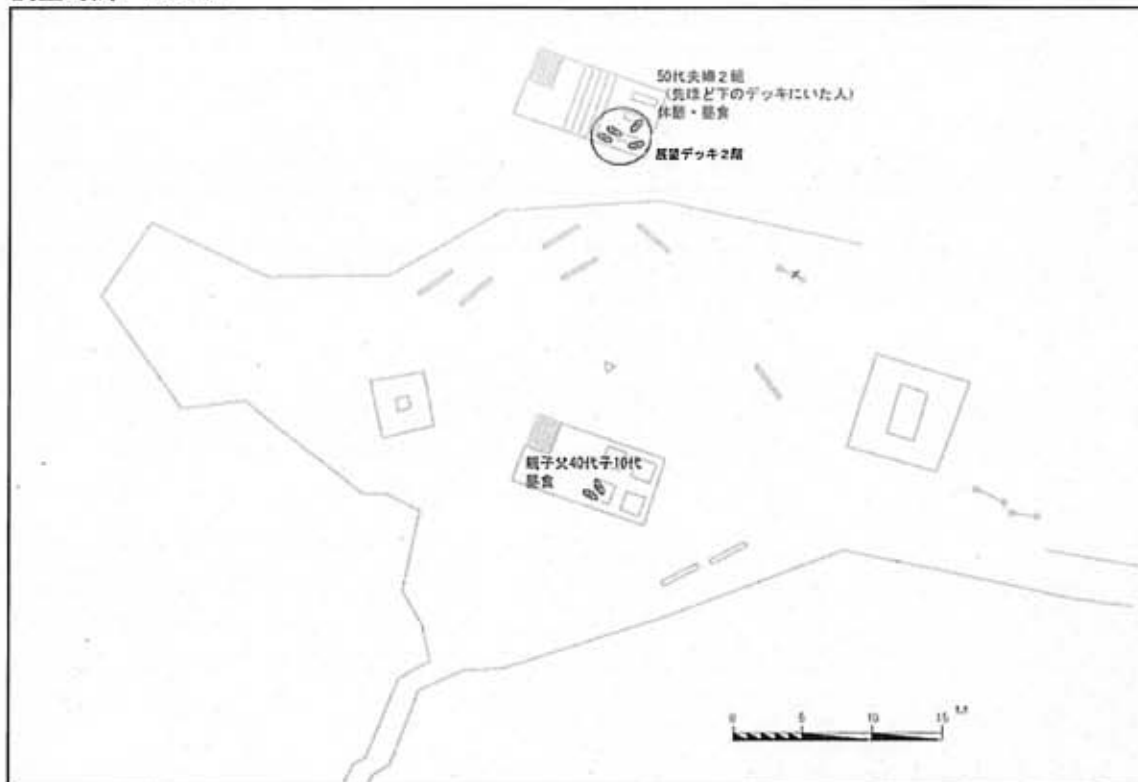 50代夫婦2組
(先ほど下のデッキにいた人)
休憩・昼食
展望デッキ2階
親子父40代子10代
昼食
0 5 10 15